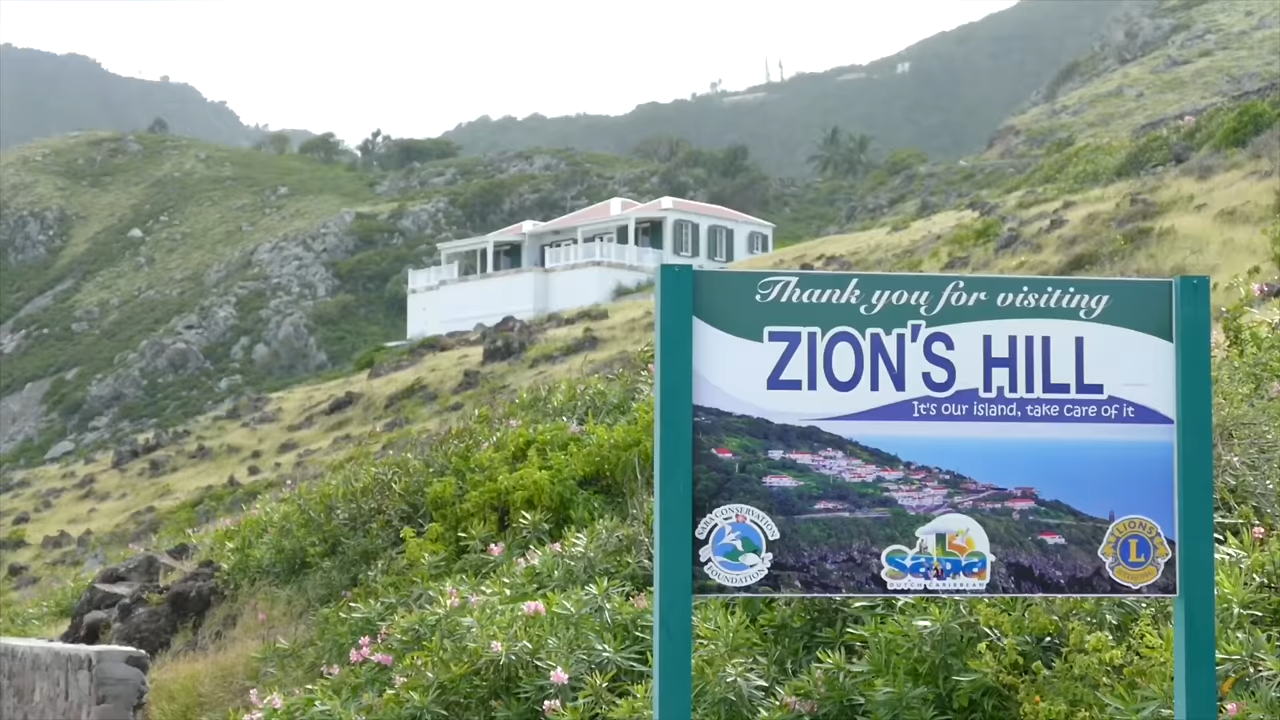 Thank you for visiting
ZION'S HILL
It's our island, take care of it
SABA CONSERVATION
FOUNDATION
saba
DUTCH CARIBBEAN
LIONS
L